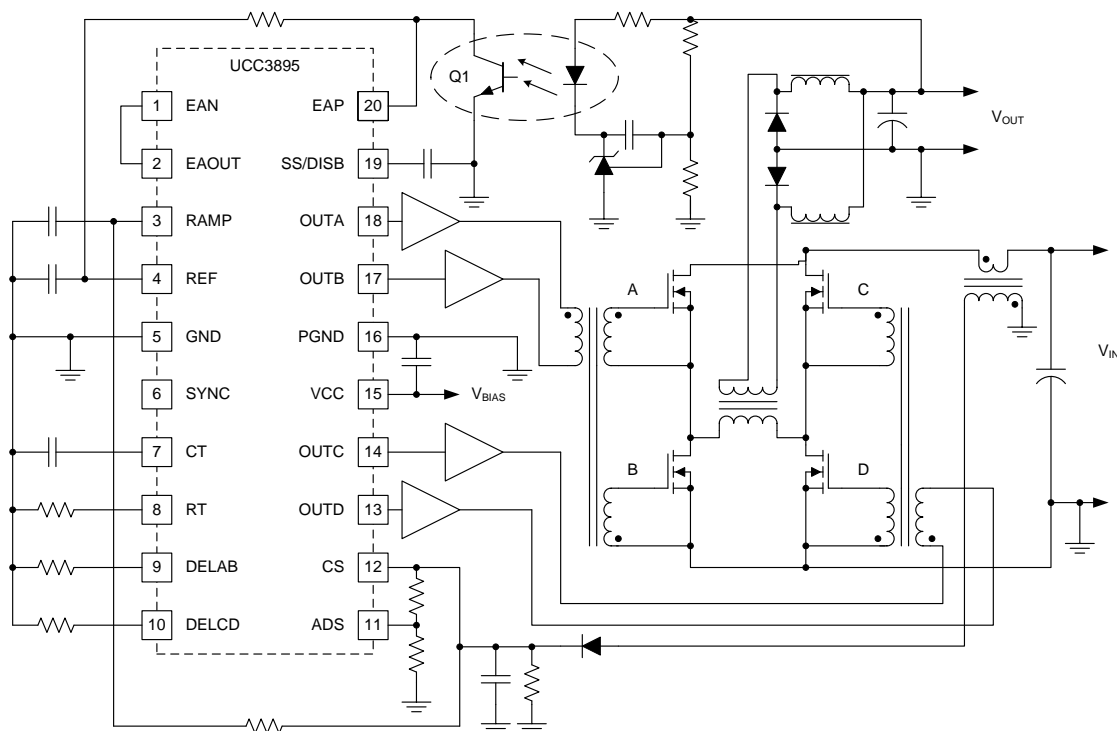 UCC3895
Q1
1 EAN
EAP 20
2 EAOUT
SS/DISB 19
V_OUT
3 RAMP
OUTA 18
4 REF
OUTB 17
A
C
5 GND
PGND 16
V_IN
6 SYNC
VCC 15
V_BIAS
7 CT
OUTC 14
B
D
8 RT
OUTD 13
9 DELAB
CS 12
10 DELCD
ADS 11